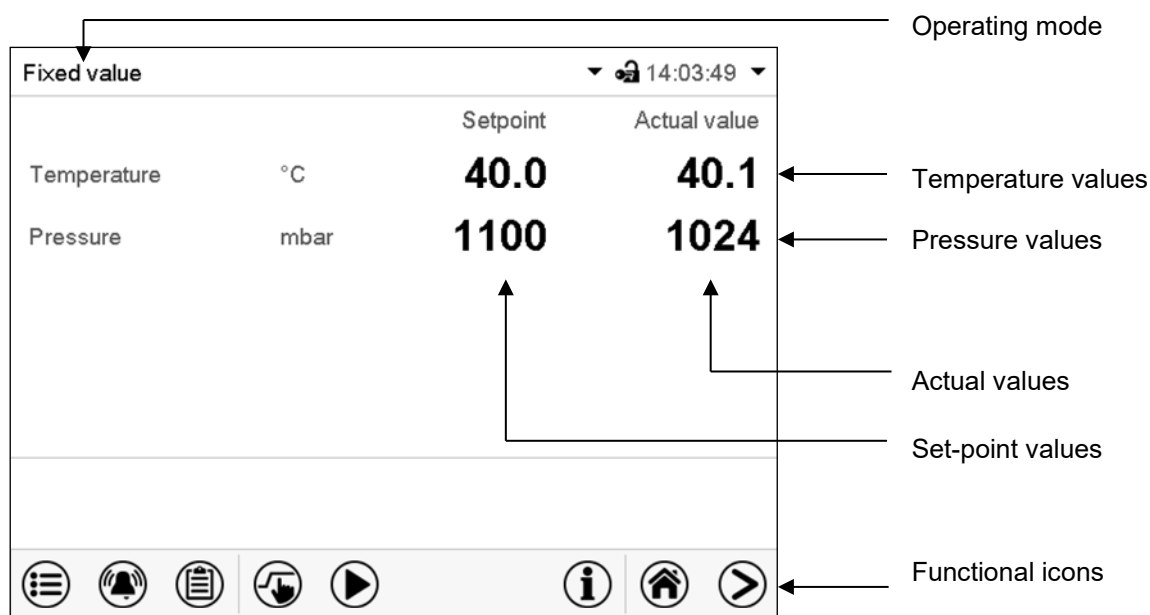 Operating mode
Fixed value 14:03:49
Setpoint Actual value
Temperature °C 40.0 40.1 Temperature values
Pressure mbar 1100 1024 Pressure values
Actual values
Set-point values
Functional icons